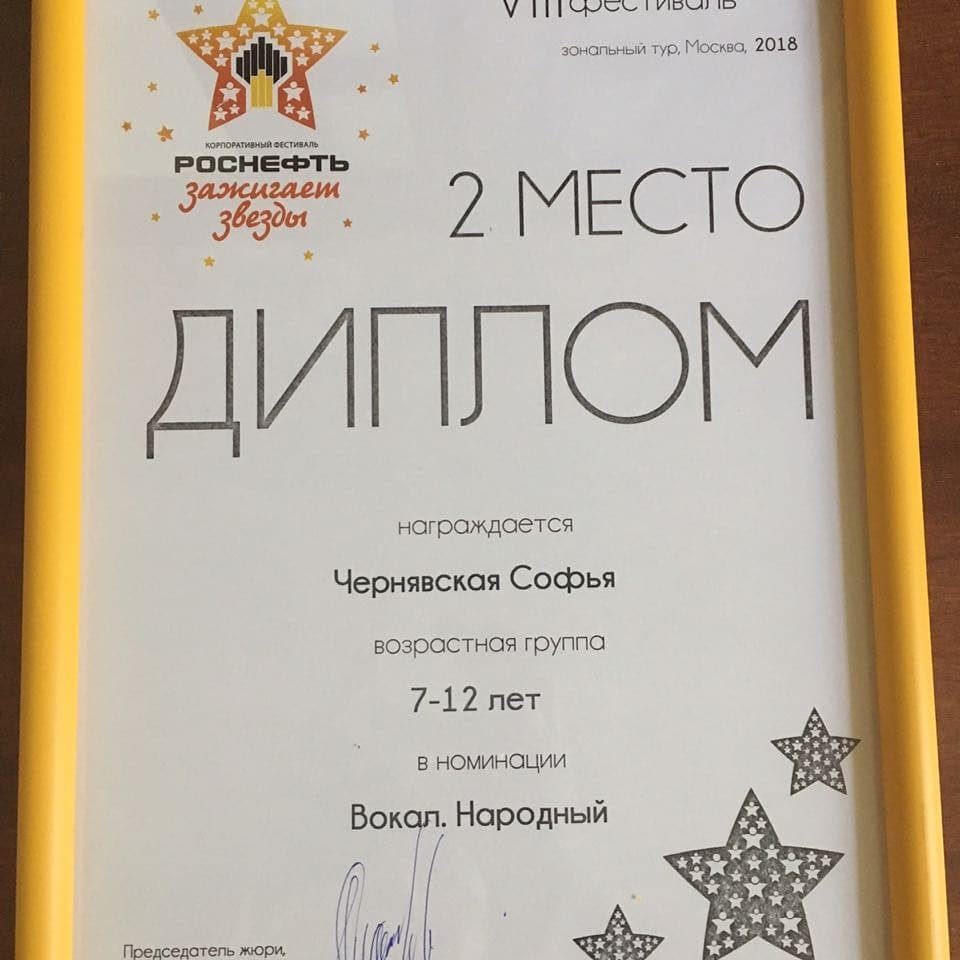 VIII фестиваль
зональный тур, Москва, 2018
КОРПОРАТИВНЫЙ ФЕСТИВАЛЬ
РОСНЕФТЬ
зажигает
звезды
2 МЕСТО
ДИПЛОМ
награждается
Чернявская Софья
возрастная группа
7-12 лет
в номинации
Вокал. Народный
Председатель жюри,